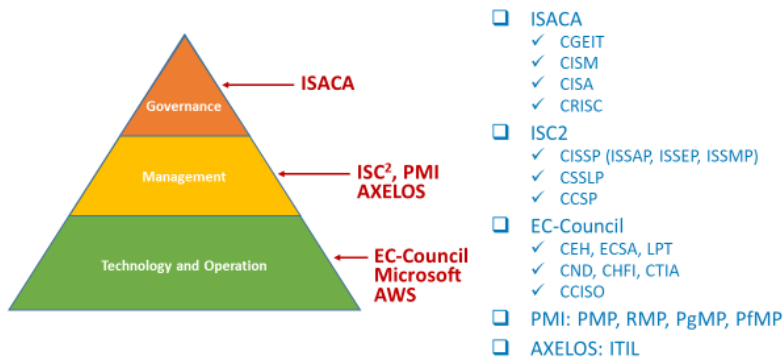 Governance
ISACA
Management
ISC², PMI
AXELOS
Technology and Operation
EC-Council
Microsoft
AWS
ISACA
CGEIT
CISM
CISA
CRISC
ISC2
CISSP (ISSAP, ISSEP, ISSMP)
CSSLP
CCSP
EC-Council
CEH, ECSA, LPT
CND, CHFI, CTIA
CCISO
PMI: PMP, RMP, PgMP, PfMP
AXELOS: ITIL